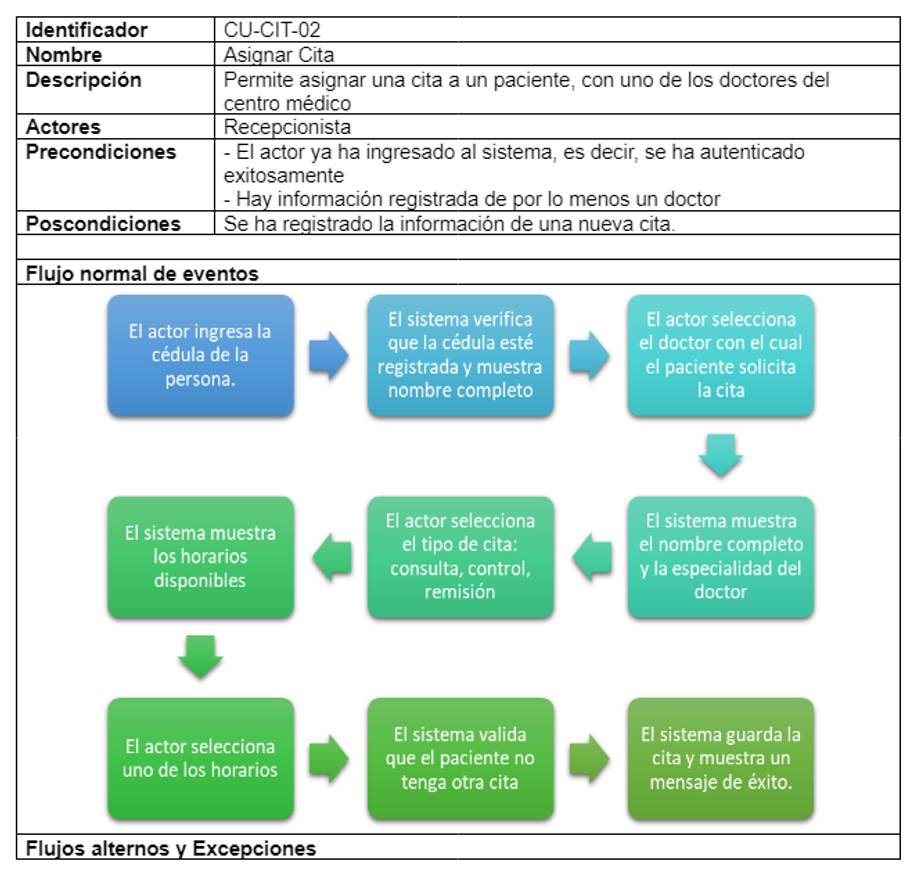 Identificador CU-CIT-02
Nombre Asignar Cita
Descripción Permite asignar una cita a un paciente, con uno de los doctores del
centro médico
Actores Recepcionista
Precondiciones - El actor ya ha ingresado al sistema, es decir, se ha autenticado
exitosamente
- Hay información registrada de por lo menos un doctor
Poscondiciones Se ha registrado la información de una nueva cita.
Flujo normal de eventos
El actor ingresa la
cédula de la
persona.
El sistema verifica
que la cédula esté
registrada y muestra
nombre completo
El actor selecciona
el doctor con el cual
el paciente solicita
la cita
El sistema muestra
el nombre completo
y la especialidad del
doctor
El actor selecciona
el tipo de cita:
consulta, control,
remisión
El sistema muestra
los horarios
disponibles
El actor selecciona
uno de los horarios
El sistema valida
que el paciente no
tenga otra cita
El sistema guarda la
cita y muestra un
mensaje de éxito.
Flujos alternos y Excepciones